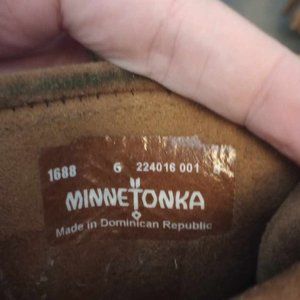 1688 6 224016 001
MINNETONKA
Made in Dominican Republic